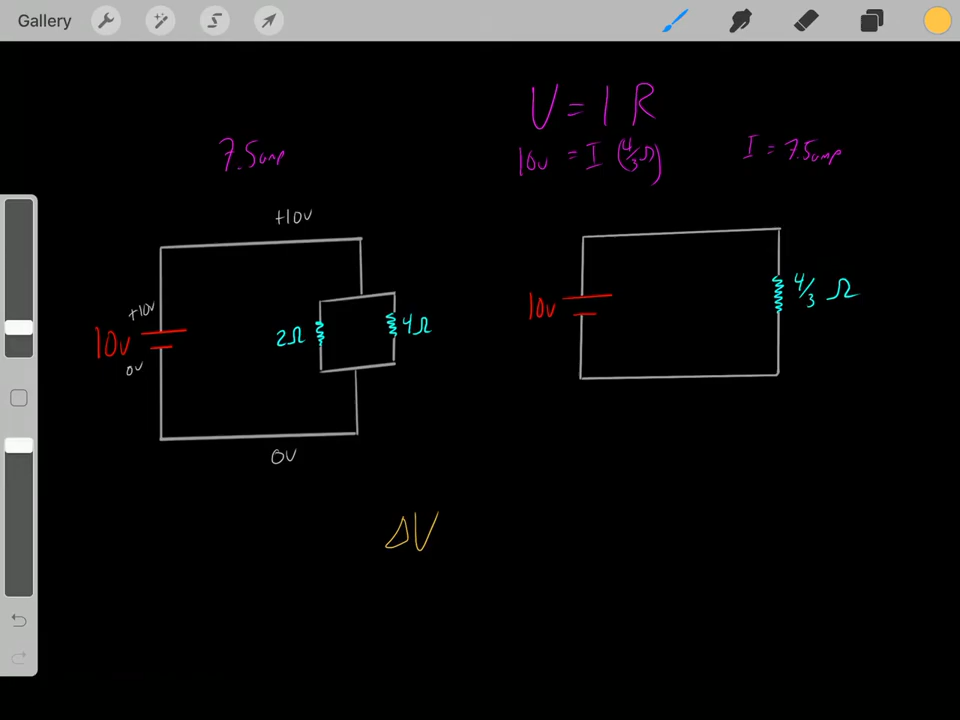 Gallery
V = I R
7.5amp
10v = I (4/3Ω)
I = 7.5amp
+10V
+10V
10v
0V
2Ω
4Ω
0V
10v
4/3 Ω
ΔV